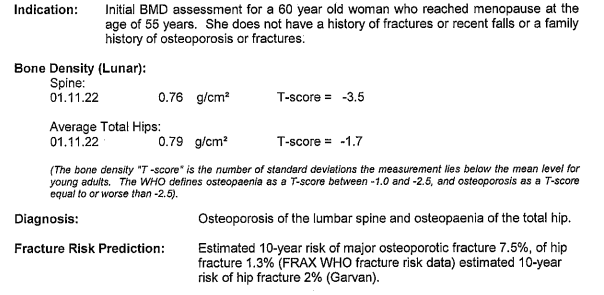 Indication: Initial BMD assessment for a 60 year old woman who reached menopause at the
age of 55 years. She does not have a history of fractures or recent falls or a family
history of osteoporosis or fractures.
Bone Density (Lunar):
Spine:
01.11.22 0.76 g/cm² T-score = -3.5
Average Total Hips:
01.11.22 0.79 g/cm² T-score = -1.7
(The bone density "T -score" is the number of standard deviations the measurement lies below the mean level for
young adults. The WHO defines osteopaenia as a T-score between -1.0 and -2.5, and osteoporosis as a T-score
equal to or worse than -2.5).
Diagnosis: Osteoporosis of the lumbar spine and osteopaenia of the total hip.
Fracture Risk Prediction: Estimated 10-year risk of major osteoporotic fracture 7.5%, of hip
fracture 1.3% (FRAX WHO fracture risk data) estimated 10-year
risk of hip fracture 2% (Garvan).